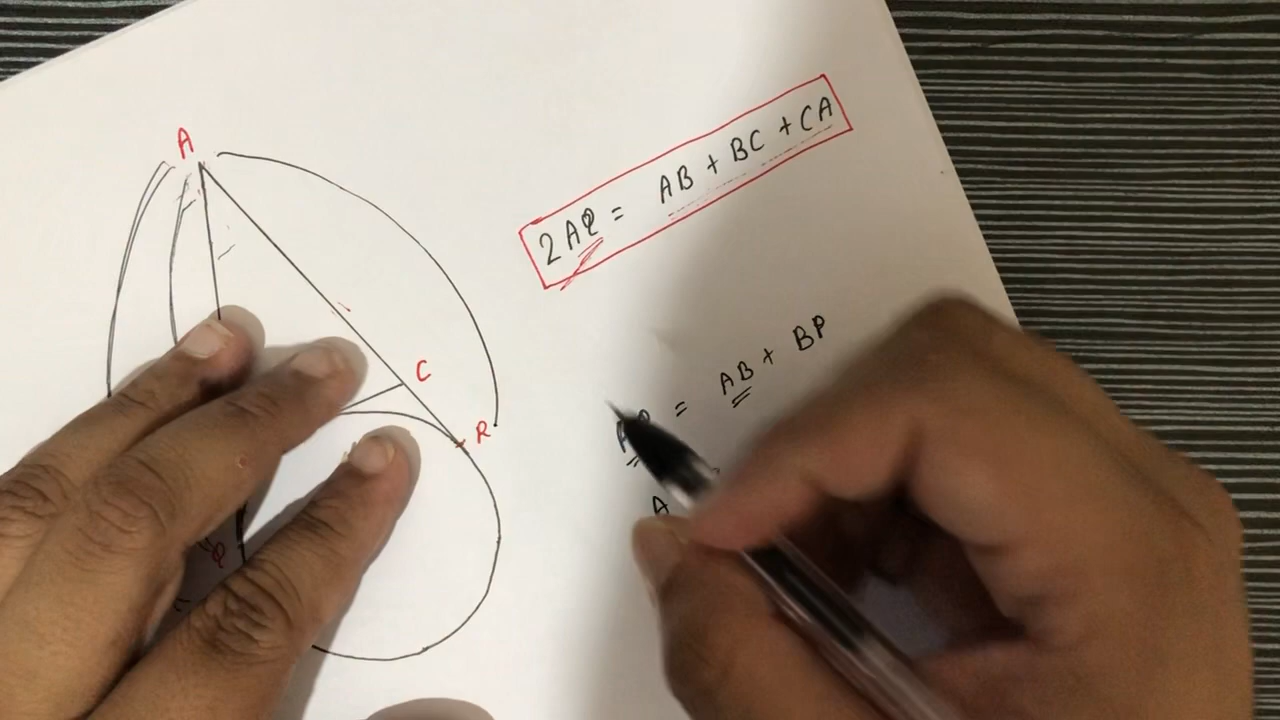 A
2AQ = AB + BC + CA
C
R
= AB + BP
A
Q